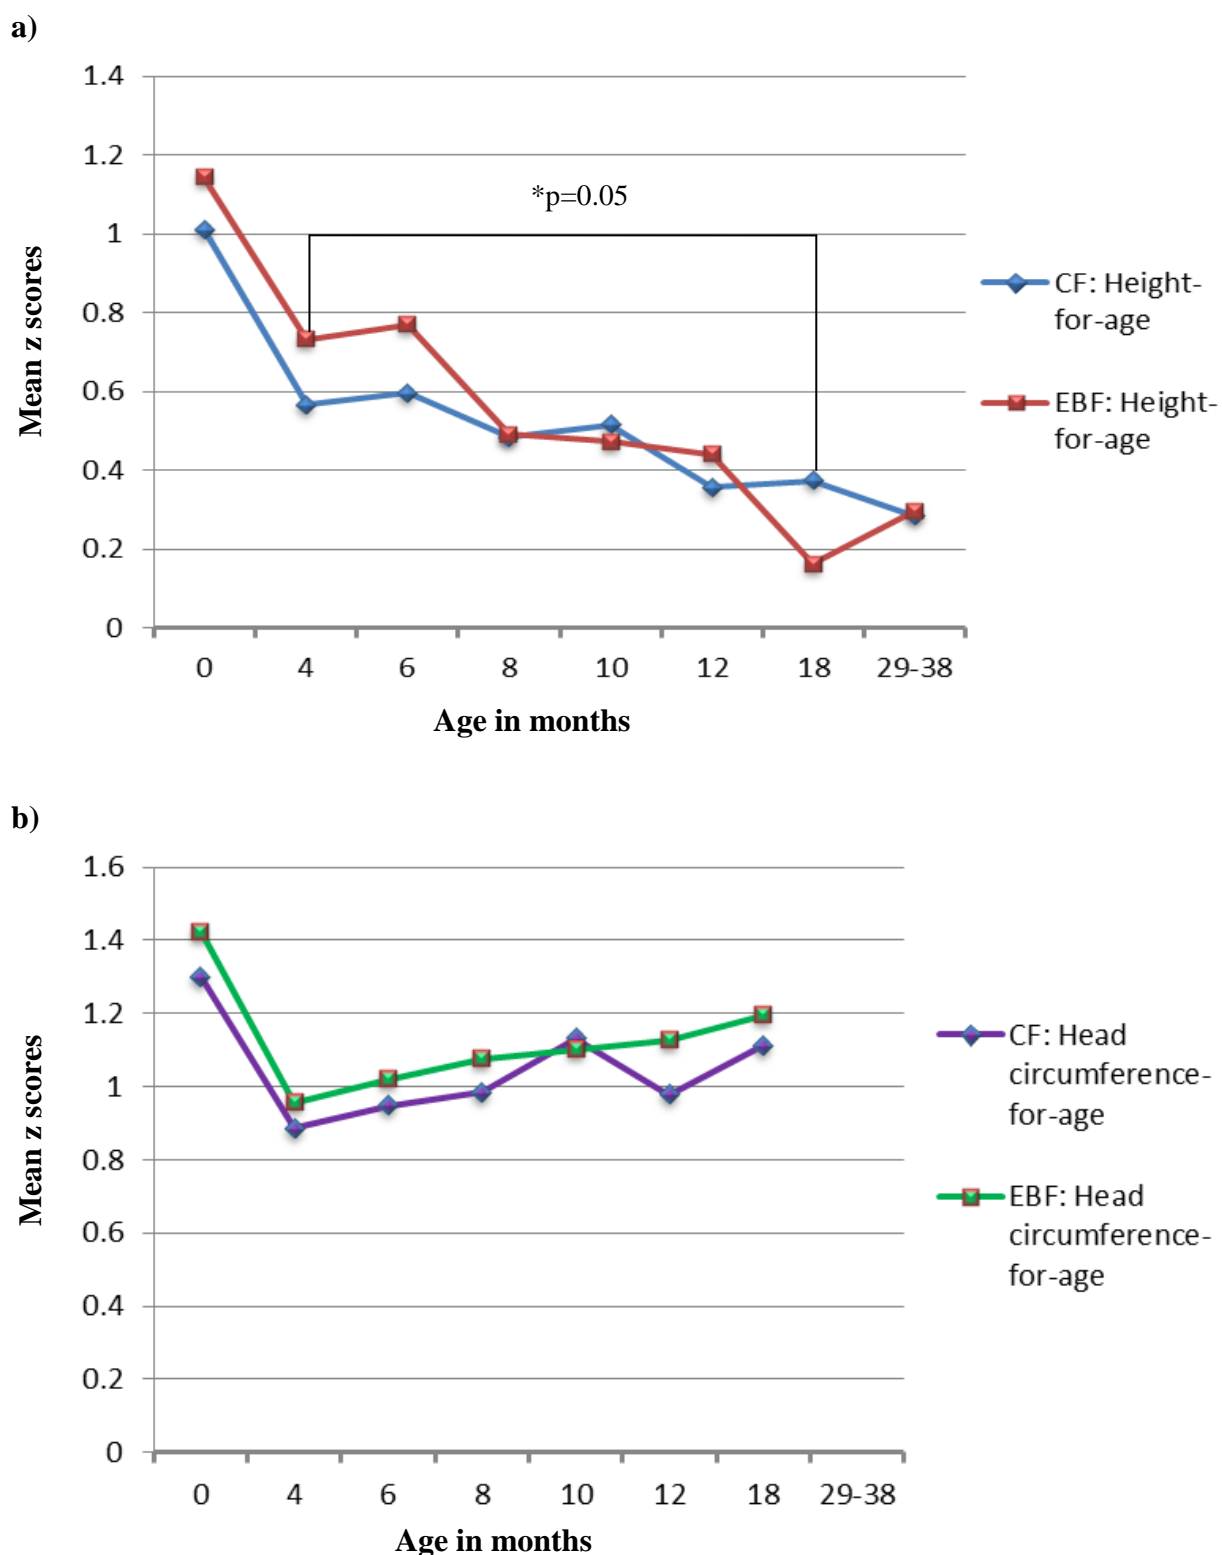 a)
1.4
1.2
1
0.8
0.6
0.4
0.2
0
Mean z scores
*p=0.05
0 4 6 8 10 12 18 29-38
Age in months
CF: Height-
for-age
EBF: Height-
for-age
b)
1.6
1.4
1.2
1
0.8
0.6
0.4
0.2
0
Mean z scores
0 4 6 8 10 12 18 29-38
Age in months
CF: Head
circumference-
for-age
EBF: Head
circumference-
for-age